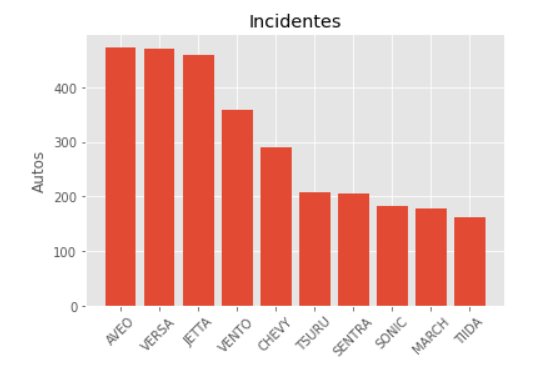 Incidentes
Autos
400
300
200
100
0
AVEO
VERSA
JETTA
VENTO
CHEVY
TSURU
SENTRA
SONIC
MARCH
TIIDA